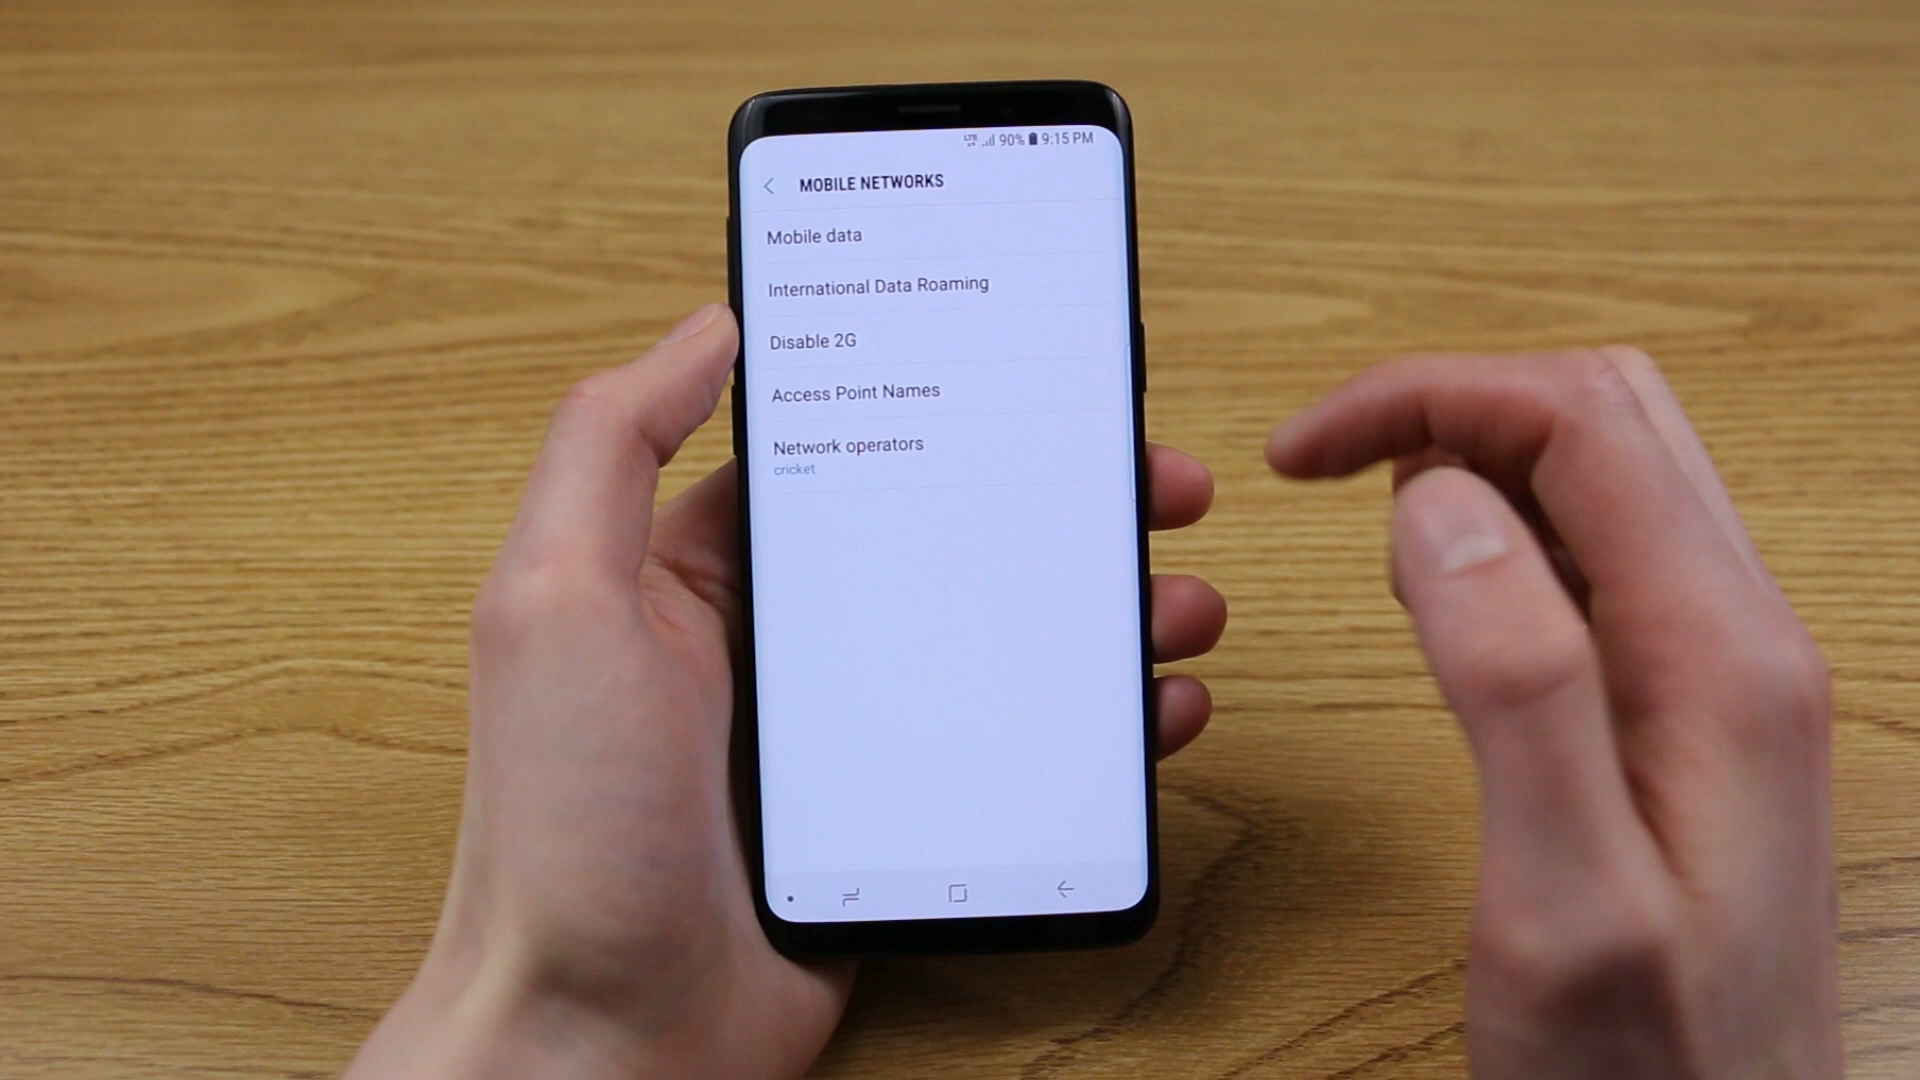 LTE 90% 9:15 PM
MOBILE NETWORKS
Mobile data
International Data Roaming
Disable 2G
Access Point Names
Network operators
cricket